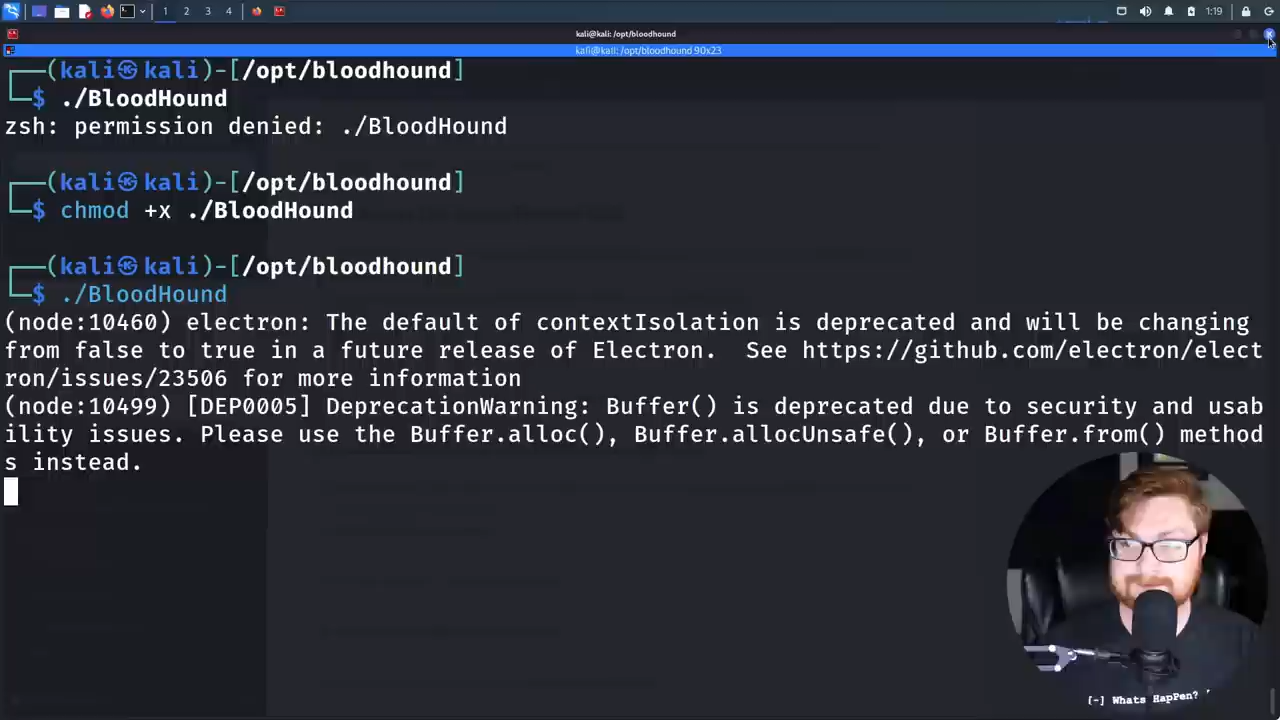 1 2 3 4
1:19
kali@kali: /opt/bloodhound
kali@kali: /opt/bloodhound 90x23
┌──(kali㉿kali)-[/opt/bloodhound]
└─$ ./BloodHound
zsh: permission denied: ./BloodHound
┌──(kali㉿kali)-[/opt/bloodhound]
└─$ chmod +x ./BloodHound
┌──(kali㉿kali)-[/opt/bloodhound]
└─$ ./BloodHound
(node:10460) electron: The default of contextIsolation is deprecated and will be changing
from false to true in a future release of Electron.  See https://github.com/electron/elect
ron/issues/23506 for more information
(node:10499) [DEP0005] DeprecationWarning: Buffer() is deprecated due to security and usab
ility issues. Please use the Buffer.alloc(), Buffer.allocUnsafe(), or Buffer.from() method
s instead.
[-] Whats HapPen?